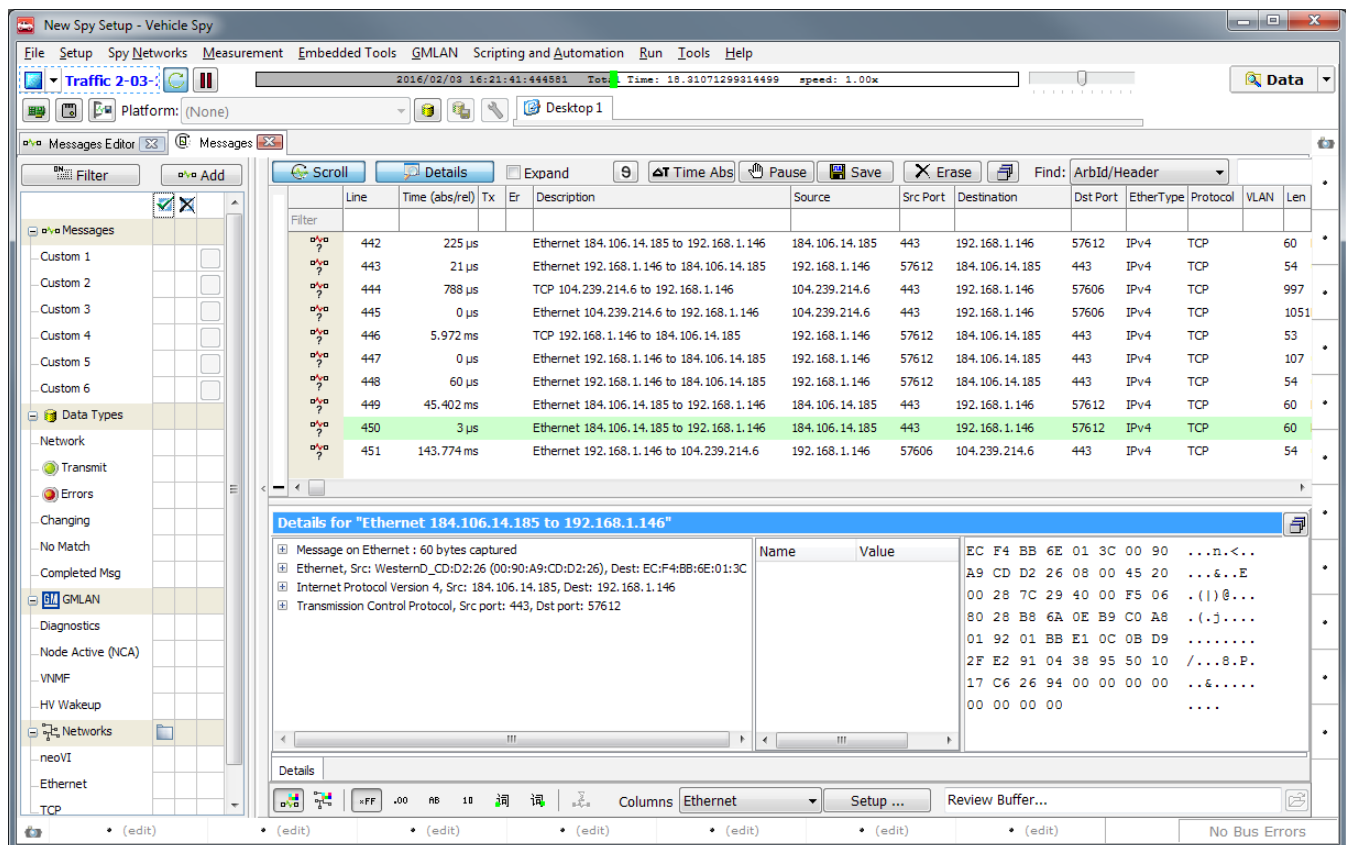 New Spy Setup - Vehicle Spy
File Setup Spy Networks Measurement Embedded Tools GMLAN Scripting and Automation Run Tools Help
Traffic 2-03- 2016/02/03 16:21:41:444581 Total Time: 18.31071299314499 speed: 1.00x Data
Platform: (None) Desktop 1
Messages Editor Messages
Filter Add Scroll Details Expand 9 ΔT Time Abs Pause Save Erase Find: ArbId/Header
Line Time (abs/rel) Tx Er Description Source Src Port Destination Dst Port EtherType Protocol VLAN Len
Filter
442 225 µs Ethernet 184.106.14.185 to 192.168.1.146 184.106.14.185 443 192.168.1.146 57612 IPv4 TCP 60
443 21 µs Ethernet 192.168.1.146 to 184.106.14.185 192.168.1.146 57612 184.106.14.185 443 IPv4 TCP 54
444 788 µs TCP 104.239.214.6 to 192.168.1.146 104.239.214.6 443 192.168.1.146 57606 IPv4 TCP 997
445 0 µs Ethernet 104.239.214.6 to 192.168.1.146 104.239.214.6 443 192.168.1.146 57606 IPv4 TCP 1051
446 5.972 ms TCP 192.168.1.146 to 184.106.14.185 192.168.1.146 57612 184.106.14.185 443 IPv4 TCP 53
447 0 µs Ethernet 192.168.1.146 to 184.106.14.185 192.168.1.146 57612 184.106.14.185 443 IPv4 TCP 107
448 60 µs Ethernet 192.168.1.146 to 184.106.14.185 192.168.1.146 57612 184.106.14.185 443 IPv4 TCP 54
449 45.402 ms Ethernet 184.106.14.185 to 192.168.1.146 184.106.14.185 443 192.168.1.146 57612 IPv4 TCP 60
450 3 µs Ethernet 184.106.14.185 to 192.168.1.146 184.106.14.185 443 192.168.1.146 57612 IPv4 TCP 60
451 143.774 ms Ethernet 192.168.1.146 to 104.239.214.6 192.168.1.146 57606 104.239.214.6 443 IPv4 TCP 54
Messages
Custom 1
Custom 2
Custom 3
Custom 4
Custom 5
Custom 6
Data Types
Network
Transmit
Errors
Changing
No Match
Completed Msg
GM GMLAN
Diagnostics
Node Active (NCA)
VNMF
HV Wakeup
Networks
neoVI
Ethernet
TCP
Details for "Ethernet 184.106.14.185 to 192.168.1.146"
Message on Ethernet : 60 bytes captured
Ethernet, Src: WesternD_CD:D2:26 (00:90:A9:CD:D2:26), Dest: EC:F4:BB:6E:01:3C
Internet Protocol Version 4, Src: 184.106.14.185, Dest: 192.168.1.146
Transmission Control Protocol, Src port: 443, Dst port: 57612
Name Value
EC F4 BB 6E 01 3C 00 90 ...n.<..
A9 CD D2 26 08 00 45 20 ...&..E
00 28 7C 29 40 00 F5 06 .(|)@...
80 28 B8 6A 0E B9 C0 A8 .(.j....
01 92 01 BB E1 0C 0B D9 ........
2F E2 91 04 38 95 50 10 /...8.P.
17 C6 26 94 00 00 00 00 ..&.....
00 00 00 00 ....
Details
xFF .00 AB 10 词 词 Columns Ethernet Setup ... Review Buffer...
(edit) (edit) (edit) (edit) (edit) (edit) (edit) No Bus Errors